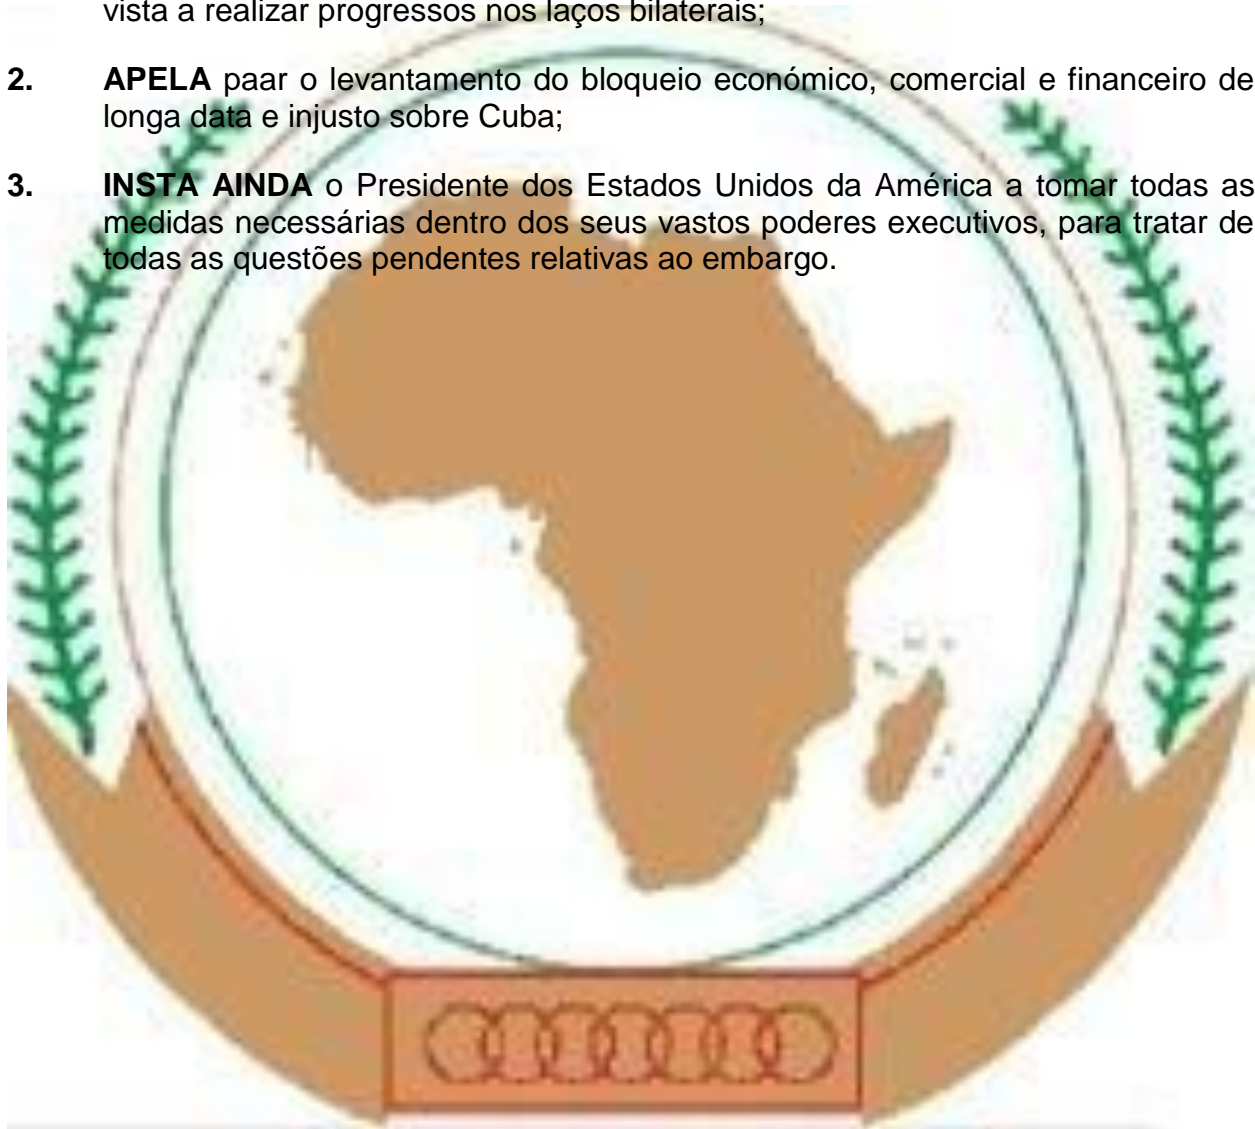 vista a realizar progressos nos laços bilaterais;
2. APELA paar o levantamento do bloqueio económico, comercial e financeiro de
longa data e injusto sobre Cuba;
3. INSTA AINDA o Presidente dos Estados Unidos da América a tomar todas as
medidas necessárias dentro dos seus vastos poderes executivos, para tratar de
todas as questões pendentes relativas ao embargo.